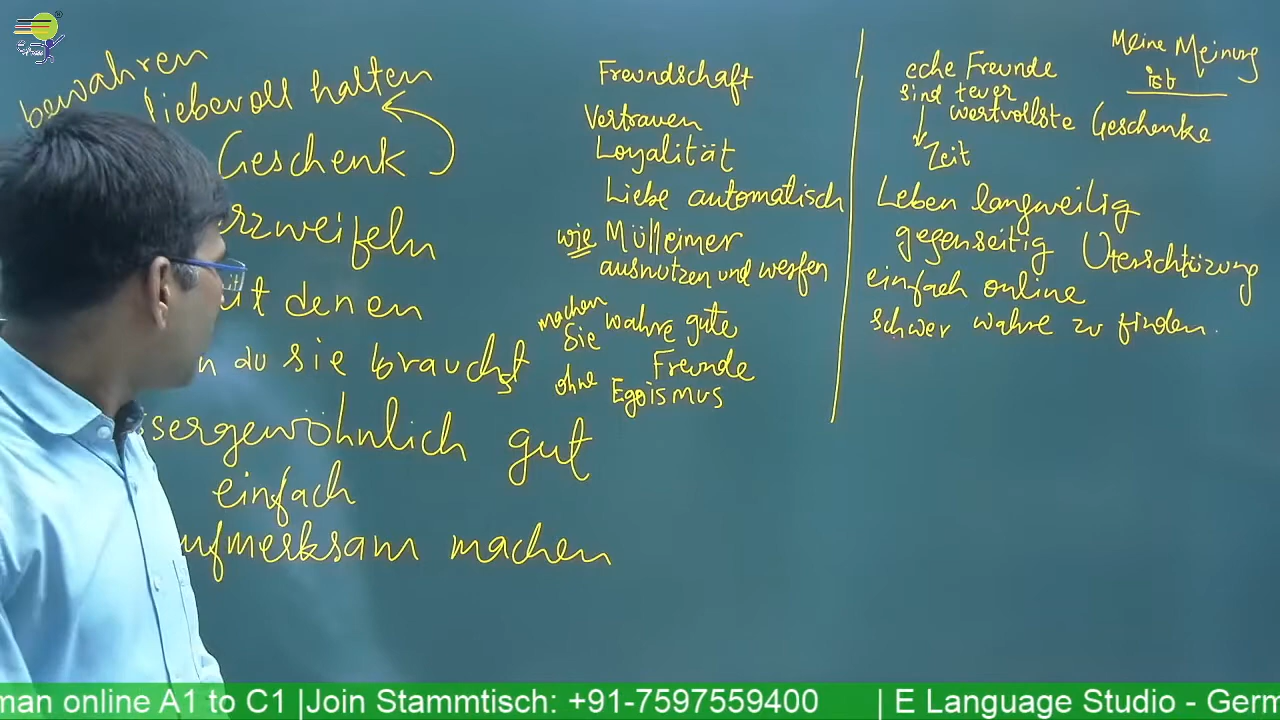 bewahren
liebevoll halten
Geschenk
rzweifeln
it denen
n du sie brauchst
sergewöhnlich gut
einfach
ufmerksam machen
Freundschaft
Vertrauen
Loyalität
Liebe automatisch
wie Mülleimer
ausnutzen und werfen
machen
Sie wahre gute
Freunde
ohne Egoismus
Meine Meinung
ist
eche Freunde
sind teuer
wertvollste Geschenke
Zeit
Leben langweilig
gegenseitig Uterschtüzung
einfach online
schwer wahre zu finden.
man online A1 to C1 |Join Stammtisch: +91-7597559400 | E Language Studio - Germ